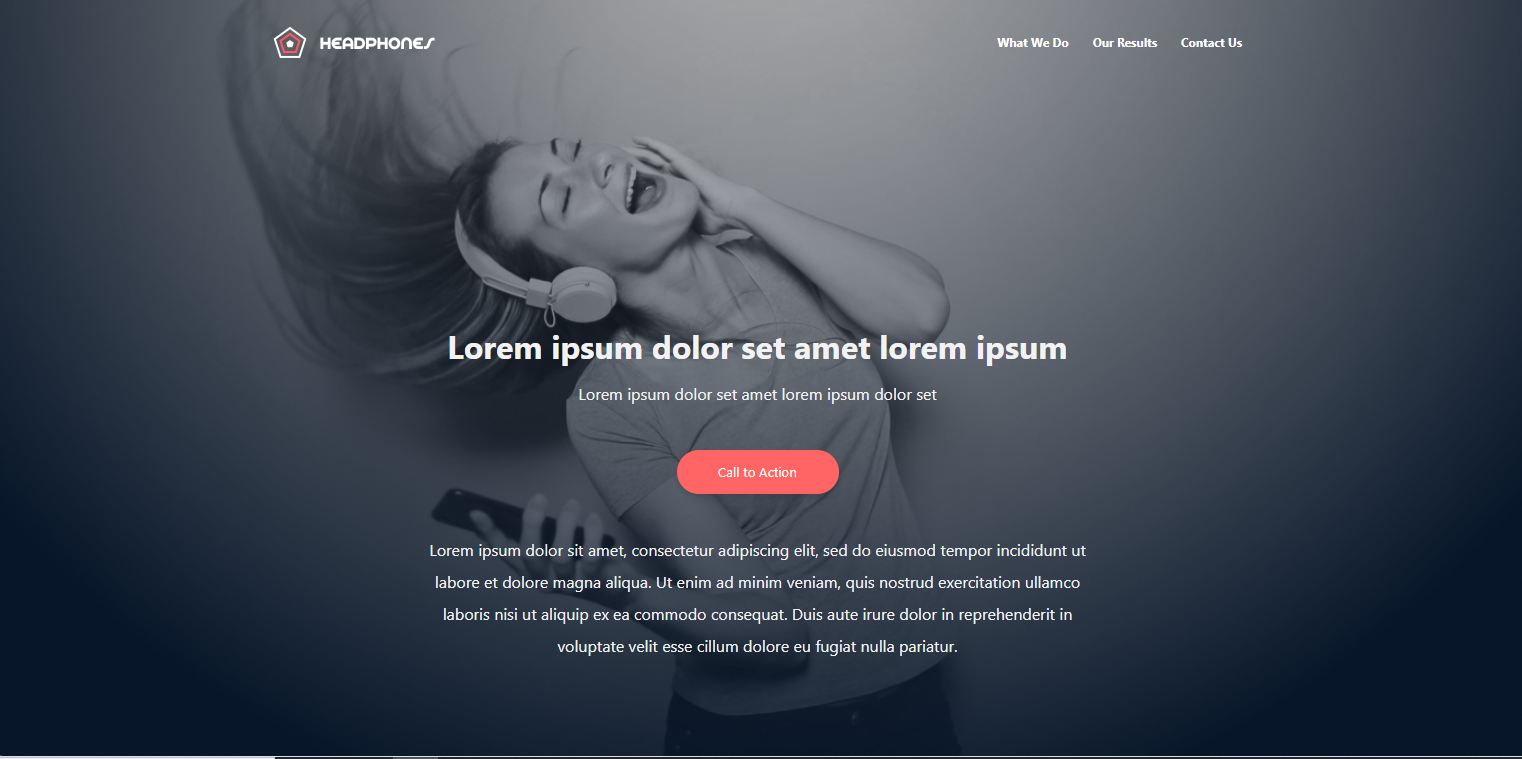 HEADPHONES
What We Do Our Results Contact Us
Lorem ipsum dolor set amet lorem ipsum
Lorem ipsum dolor set amet lorem ipsum dolor set
Call to Action
Lorem ipsum dolor sit amet, consectetur adipiscing elit, sed do eiusmod tempor incididunt ut
labore et dolore magna aliqua. Ut enim ad minim veniam, quis nostrud exercitation ullamco
laboris nisi ut aliquip ex ea commodo consequat. Duis aute irure dolor in reprehenderit in
voluptate velit esse cillum dolore eu fugiat nulla pariatur.